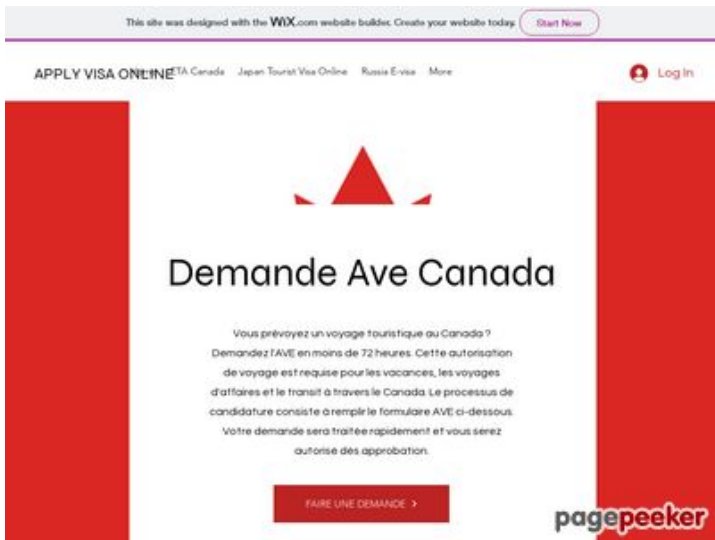 This site was designed with the WiX.com website builder. Create your website today. Start Now
APPLY VISA ONLINE ETA Canada Japan Tourist Visa Online Russia E-visa More Log In
Demande Ave Canada
Vous prévoyez un voyage touristique au Canada ?
Demandez l'AVE en moins de 72 heures. Cette autorisation
de voyage est requise pour les vacances, les voyages
d'affaires et le transit à travers le Canada. Le processus de
candidature consiste à remplir le formulaire AVE ci-dessous.
Votre demande sera traitée rapidement et vous serez
autorisé dès approbation.
FAIRE UNE DEMANDE >
pagepeeker